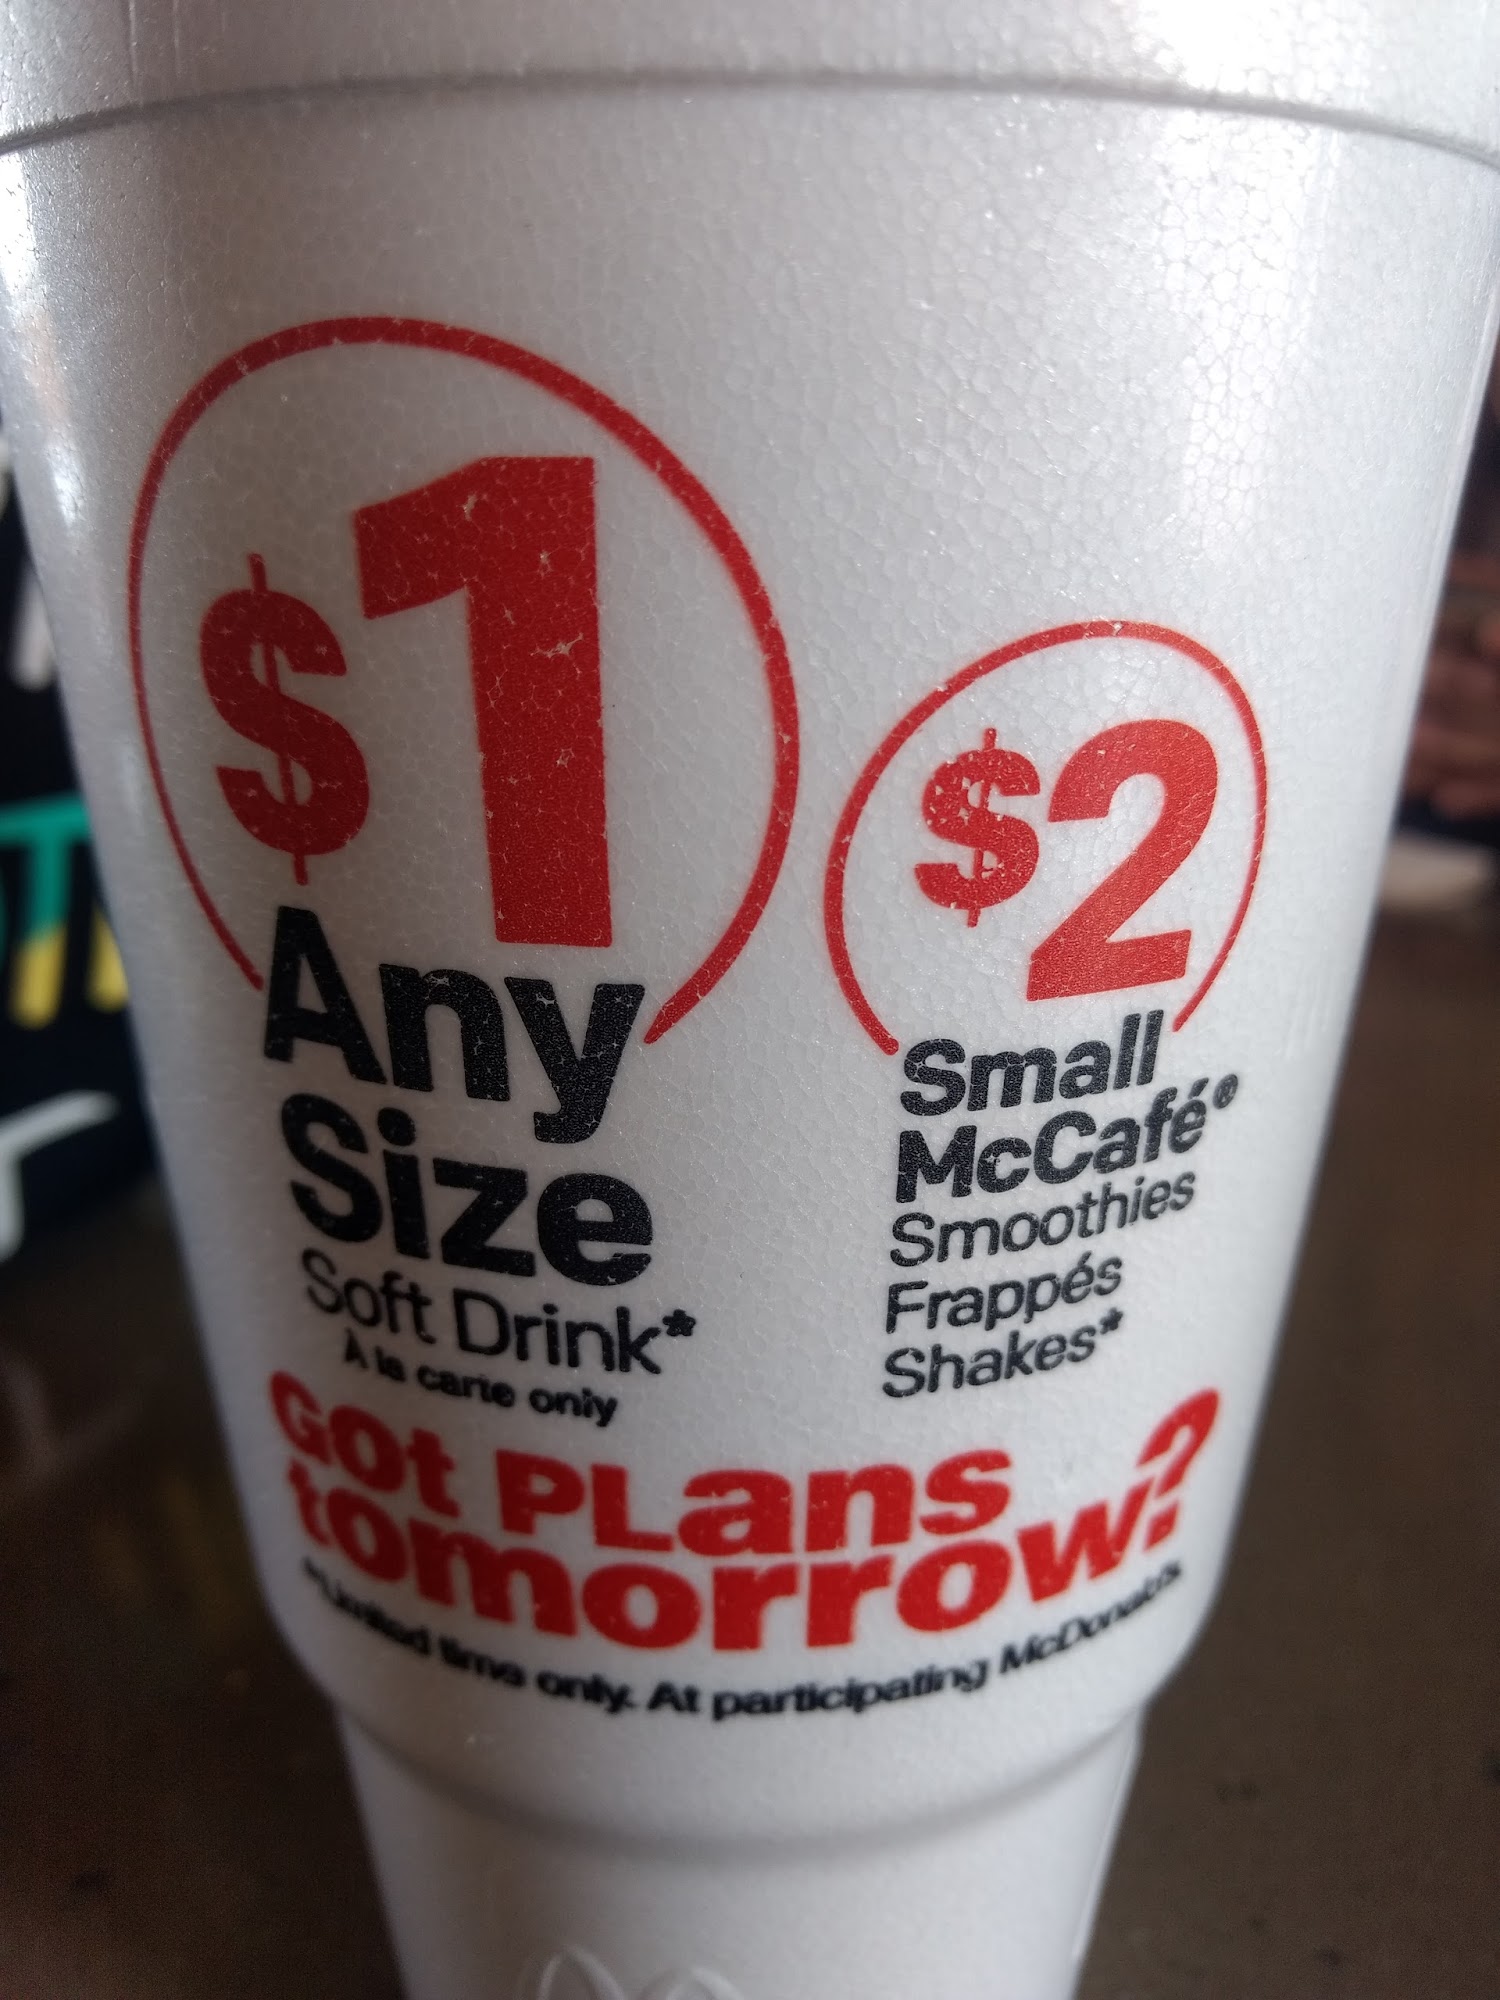 $1
Any
Size
Soft Drink*
A la carte only
$2
Small
McCafé®
Smoothies
Frappés
Shakes*
Got PLans
tomorrow?
*Limited time only. At participating McDonald's.